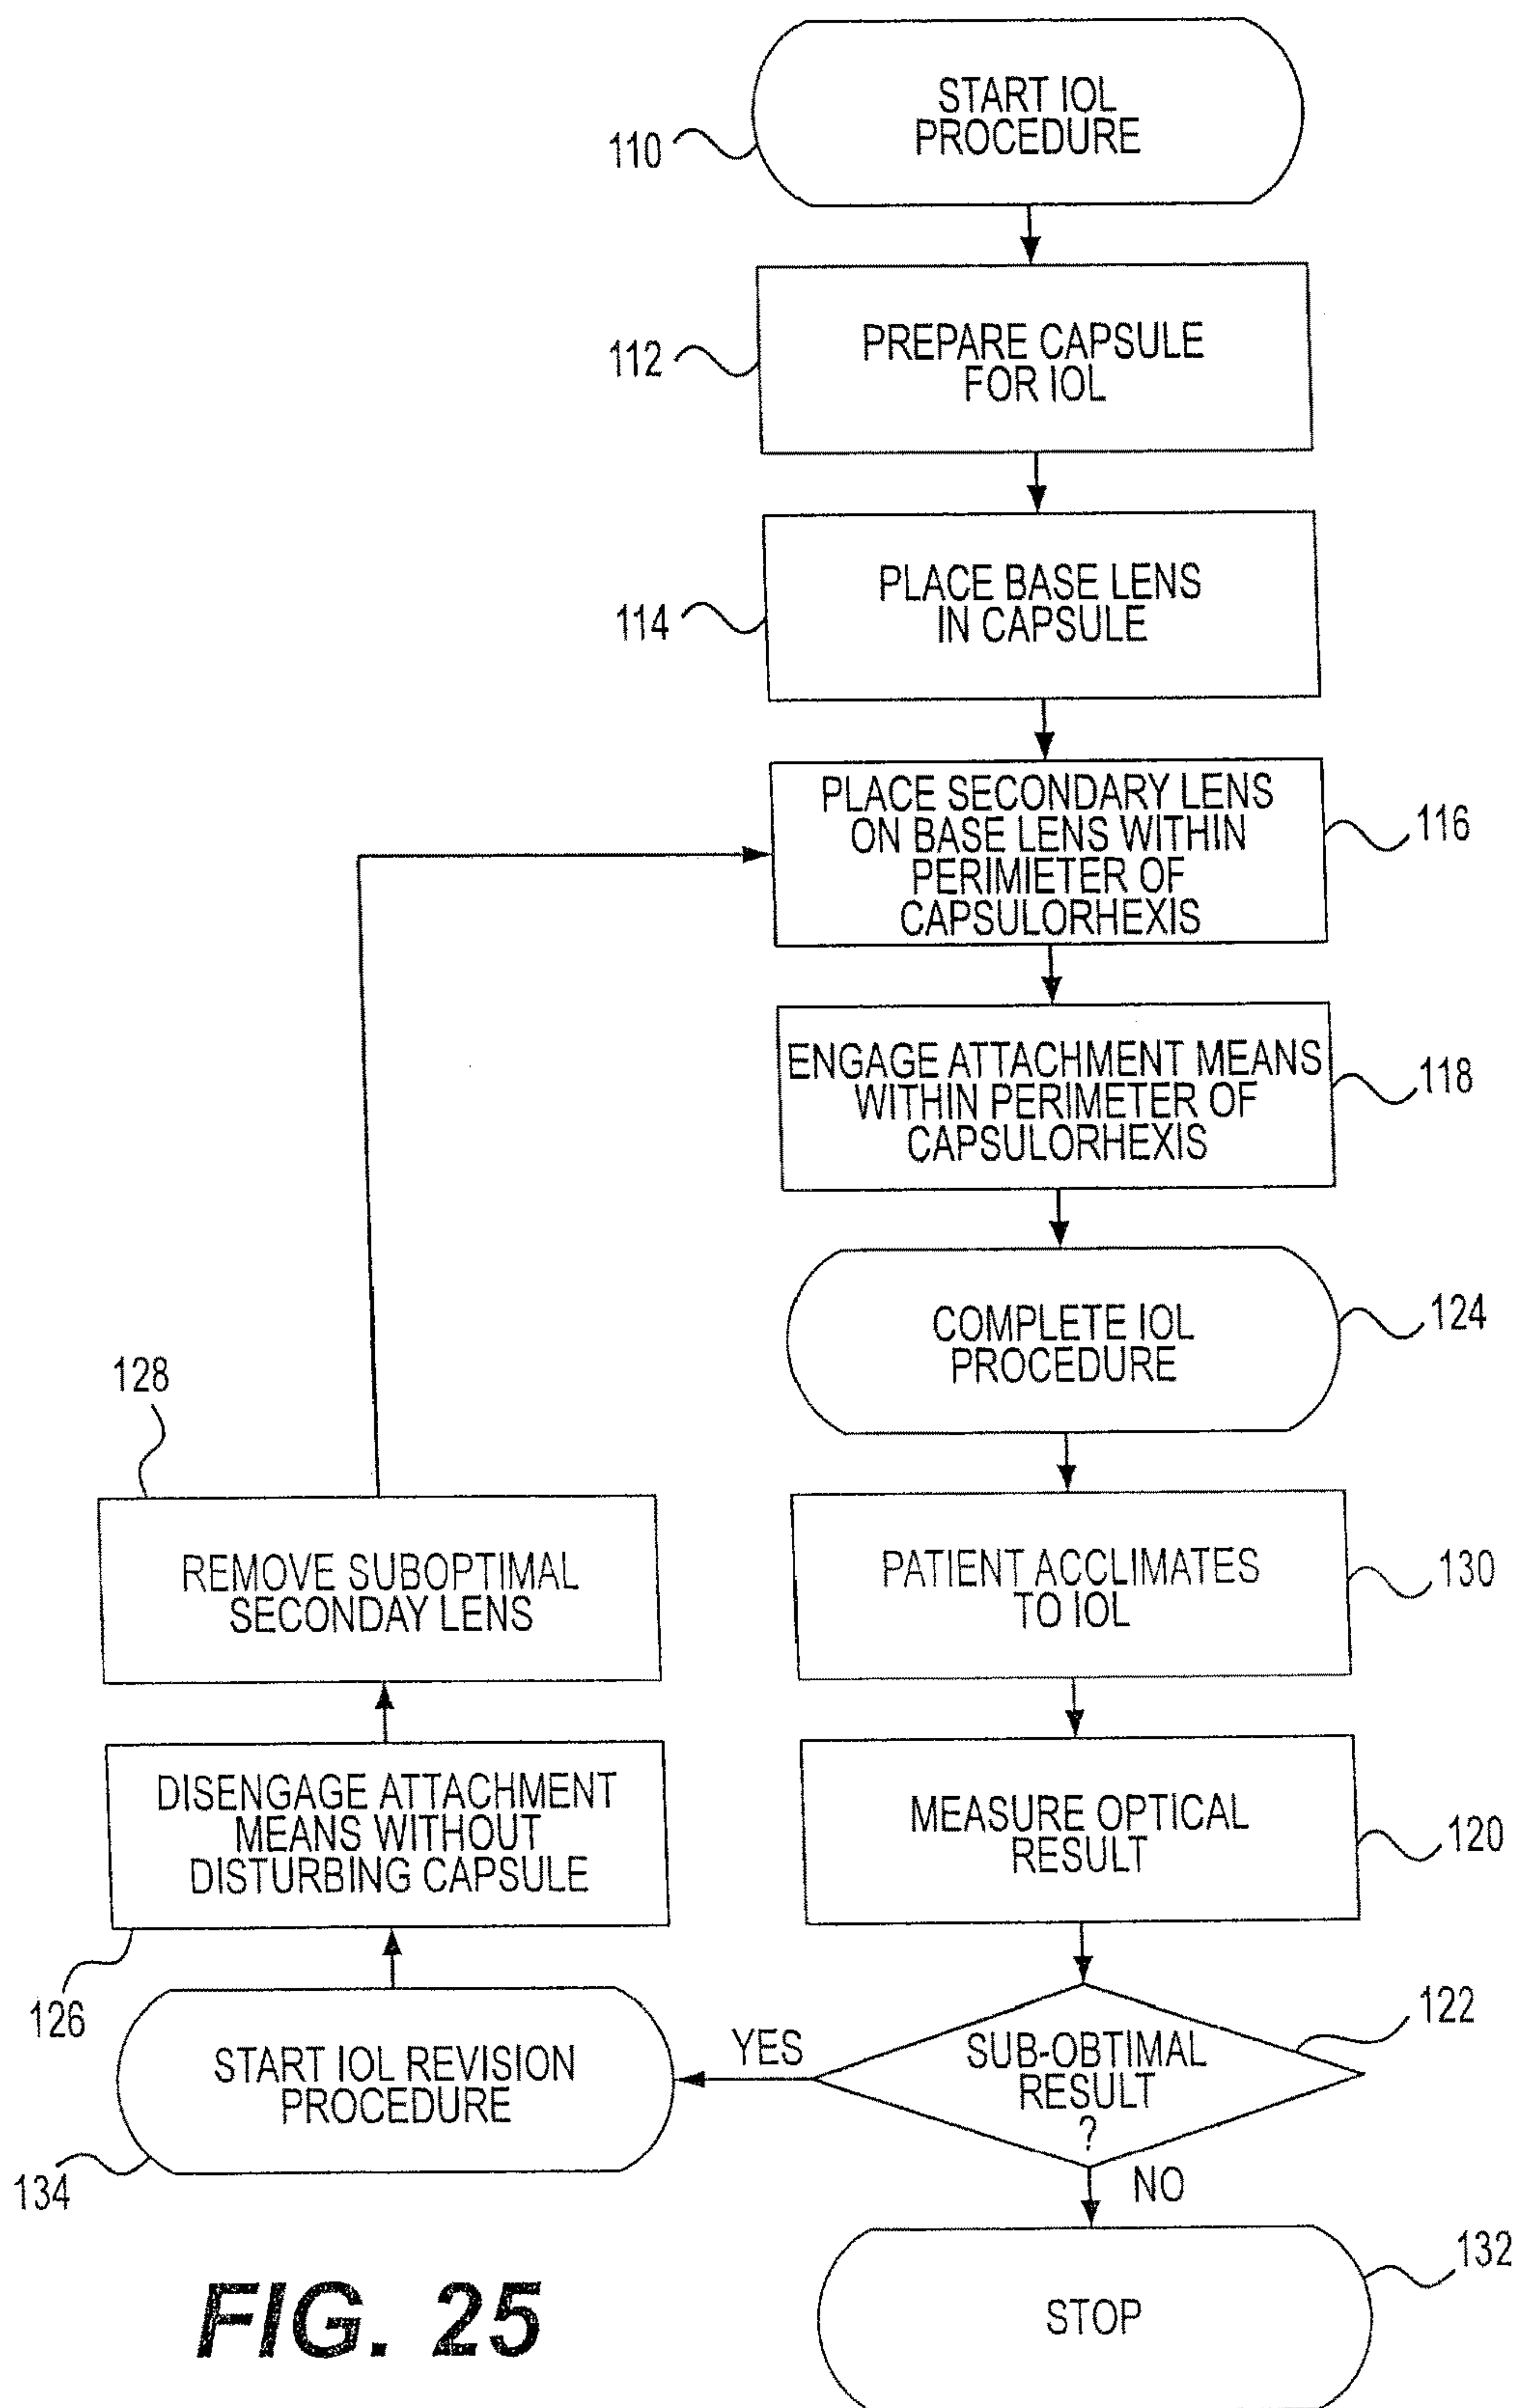 START IOL
PROCEDURE
110
PREPARE CAPSULE
FOR IOL
112
PLACE BASE LENS
IN CAPSULE
114
PLACE SECONDARY LENS
ON BASE LENS WITHIN
PERIMIETER OF
CAPSULORHEXIS
116
ENGAGE ATTACHMENT MEANS
WITHIN PERIMETER OF
CAPSULORHEXIS
118
COMPLETE IOL
PROCEDURE
124
128
REMOVE SUBOPTIMAL
SECONDAY LENS
PATIENT ACCLIMATES
TO IOL
130
DISENGAGE ATTACHMENT
MEANS WITHOUT
DISTURBING CAPSULE
126
MEASURE OPTICAL
RESULT
120
START IOL REVISION
PROCEDURE
134
YES
SUB-OBTIMAL
RESULT
?
122
NO
STOP
132
FIG. 25